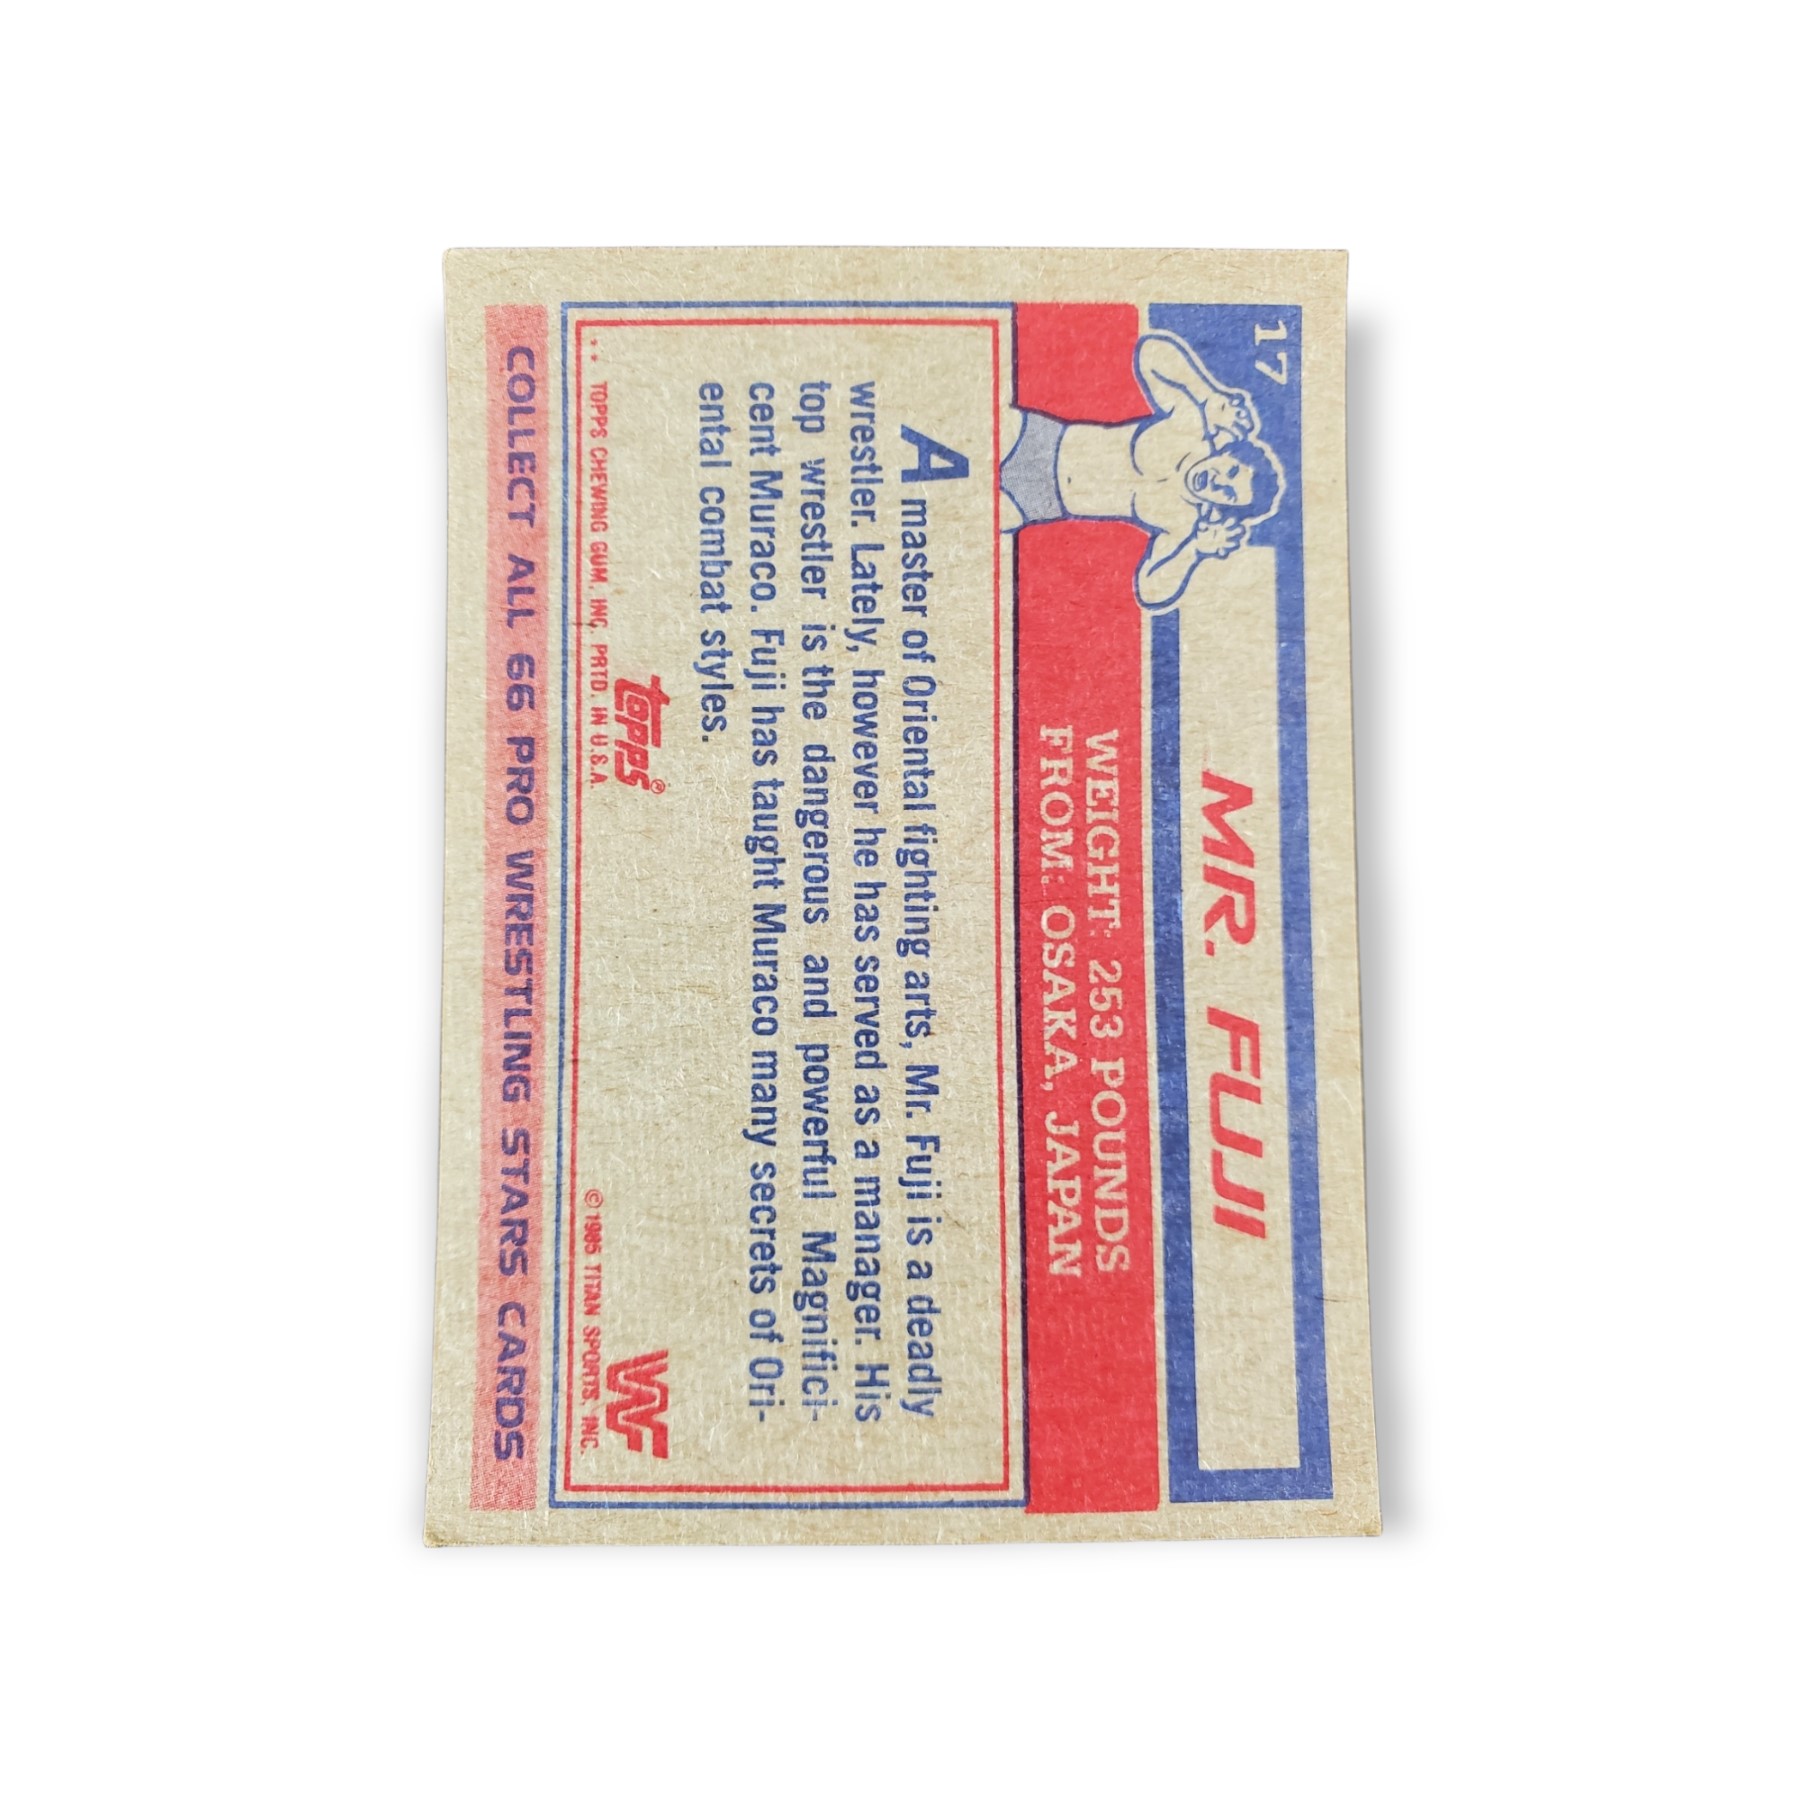 17
MR. FUJI
WEIGHT: 253 POUNDS
FROM: OSAKA, JAPAN
A master of Oriental fighting arts, Mr. Fuji is a deadly
wrestler. Lately, however he has served as a manager. His
top wrestler is the dangerous and powerful Magnifici-
cent Muraco. Fuji has taught Muraco many secrets of Ori-
ental combat styles.
topps®
WF
** TOPPS CHEWING GUM, INC. PRTD. IN U.S.A.
© 1985 TITAN SPORTS, INC.
COLLECT ALL 66 PRO WRESTLING STARS CARDS